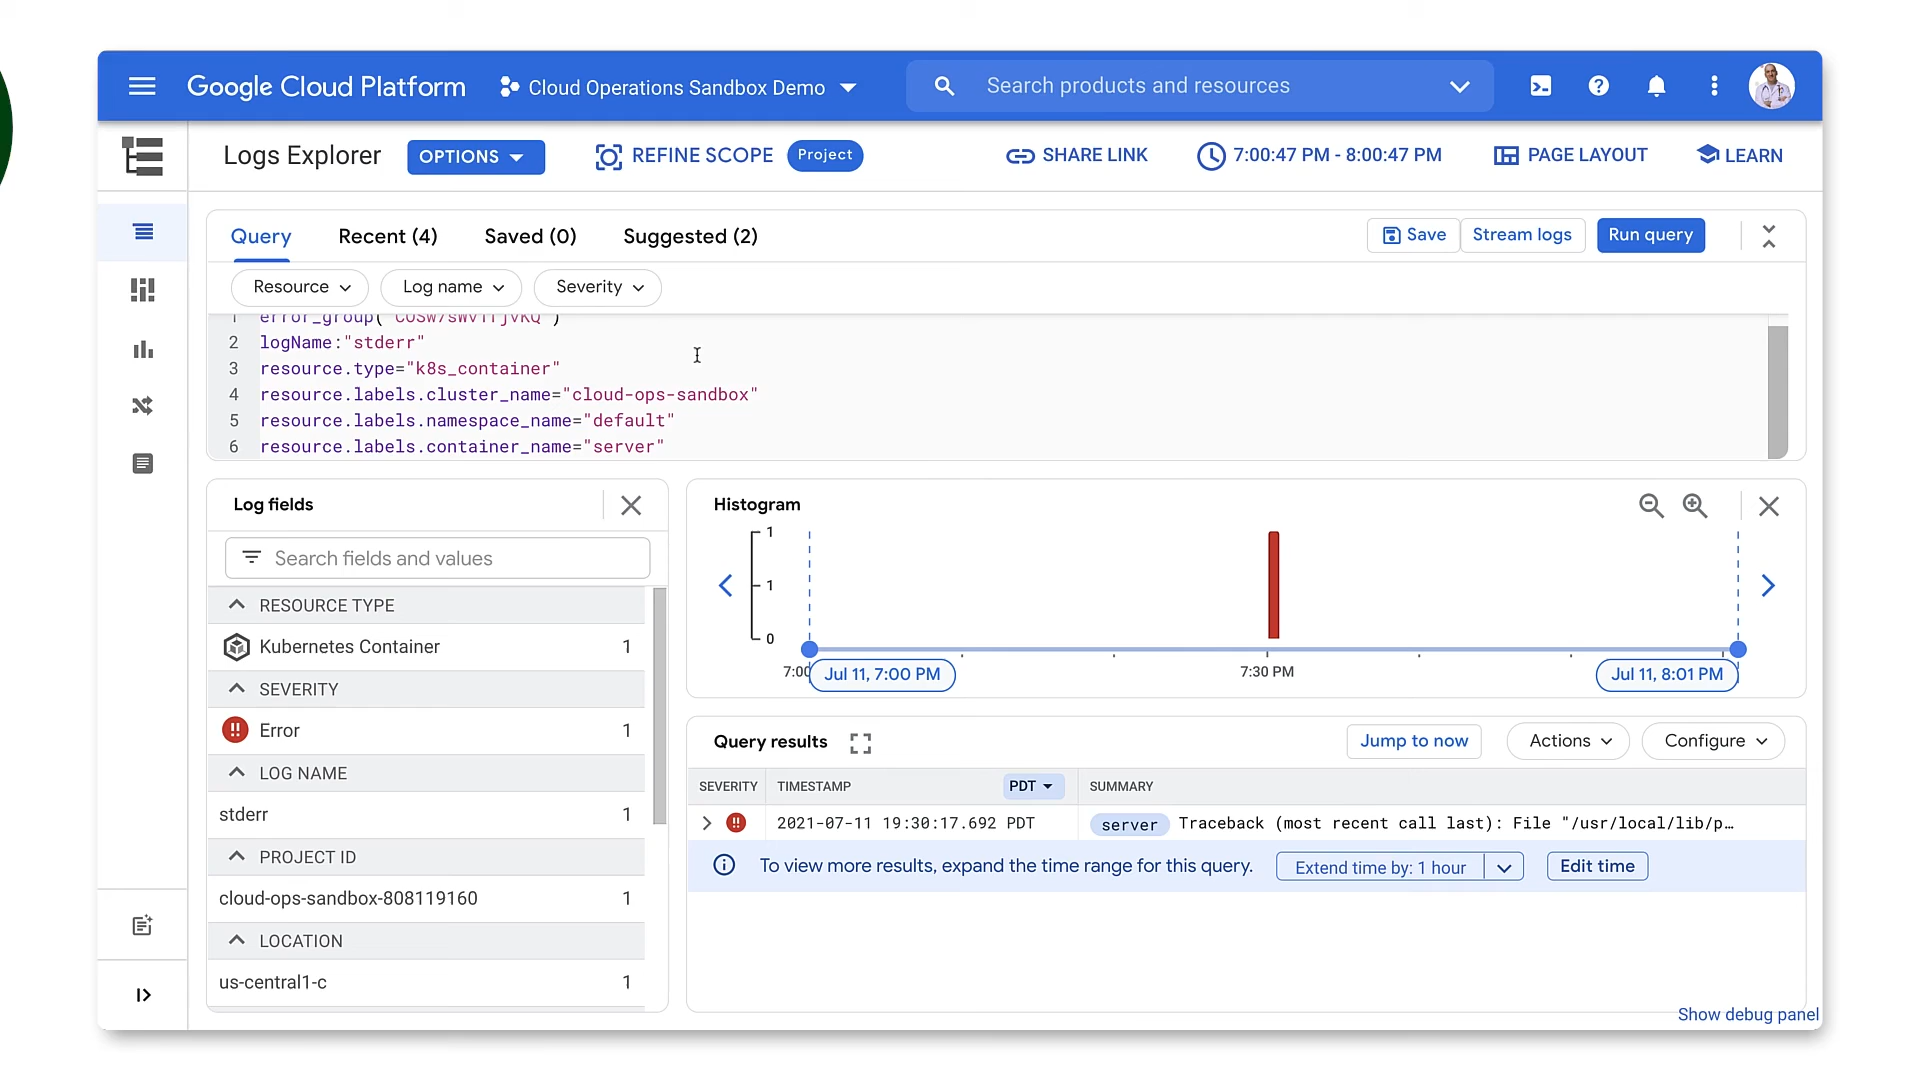 Google Cloud Platform
Cloud Operations Sandbox Demo
Search products and resources
Logs Explorer
OPTIONS
REFINE SCOPE
Project
SHARE LINK
7:00:47 PM - 8:00:47 PM
PAGE LAYOUT
LEARN
Query
Recent (4)
Saved (0)
Suggested (2)
Save
Stream logs
Run query
Resource
Log name
Severity
2 logName:"stderr"
3 resource.type="k8s_container"
4 resource.labels.cluster_name="cloud-ops-sandbox"
5 resource.labels.namespace_name="default"
6 resource.labels.container_name="server"
Log fields
Search fields and values
RESOURCE TYPE
Kubernetes Container 1
SEVERITY
Error 1
LOG NAME
stderr 1
PROJECT ID
cloud-ops-sandbox-808119160 1
LOCATION
us-central1-c 1
Histogram
1
1
0
7:00
Jul 11, 7:00 PM
7:30 PM
Jul 11, 8:01 PM
Query results
Jump to now
Actions
Configure
SEVERITY
TIMESTAMP
PDT
SUMMARY
2021-07-11 19:30:17.692 PDT
server
Traceback (most recent call last): File "/usr/local/lib/p…
To view more results, expand the time range for this query.
Extend time by: 1 hour
Edit time
Show debug panel